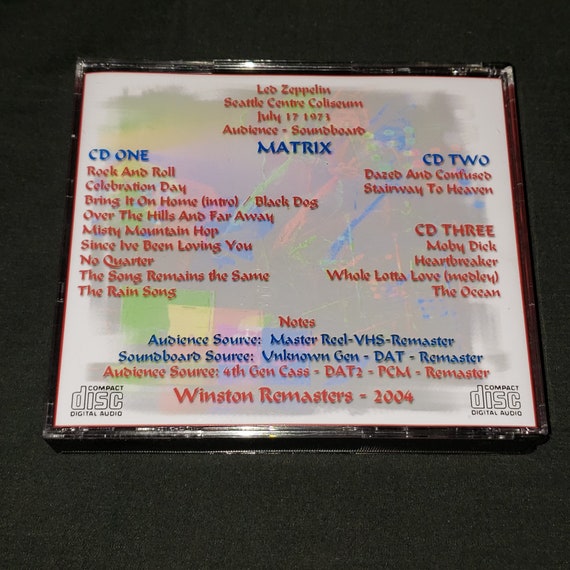 Led Zeppelin
Seattle Centre Coliseum
July 17 1973
Audience - Soundboard
MATRIX
CD ONE
Rock And Roll
Celebration Day
Bring It On Home (intro) / Black Dog
Over The Hills And Far Away
Misty Mountain Hop
Since Ive Been Loving You
No Quarter
The Song Remains the Same
The Rain Song
CD TWO
Dazed And Confused
Stairway To Heaven
CD THREE
Moby Dick
Heartbreaker
Whole Lotta Love (medley)
The Ocean
Notes
Audience Source: Master Reel-VHS-Remaster
Soundboard Source: Unknown Gen - DAT - Remaster
Audience Source: 4th Gen Cass - DAT2 - PCM - Remaster
Winston Remasters - 2004
COMPACT
disc
DIGITAL AUDIO
COMPACT
disc
DIGITAL AUDIO